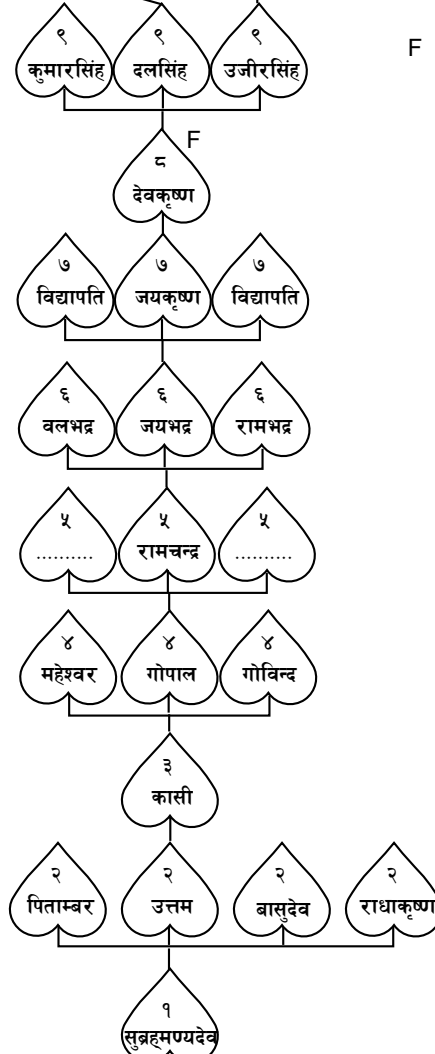 ९ ९ ९
कुमारसिंह दलसिंह उजीरसिंह
F
F
८
देवकृष्ण
७ ७ ७
विद्यापति जयकृष्ण विद्यापति
६ ६ ६
वलभद्र जयभद्र रामभद्र
५ ५ ५
.......... रामचन्द्र ..........
४ ४ ४
महेश्वर गोपाल गोविन्द
३
कासी
२ २ २ २
पिताम्बर उत्तम बासुदेव राधाकृष्ण
१
सुब्रह्मण्यदेव